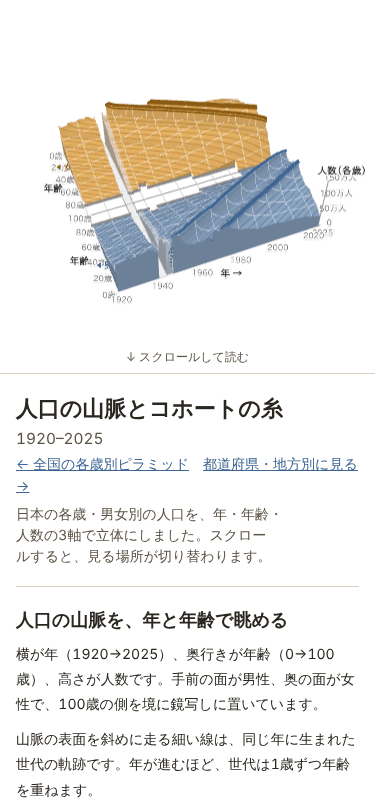 人数(各歳)
150万人
100万人
50万人
0
0歳
40歳
60歳
80歳
100歳
80歳
60歳
40歳
20歳
0歳
年齢
年齢
1920
1940
1960
1980
2000
2020
2025
年 →
↓ スクロールして読む
人口の山脈とコホートの糸
1920–2025
← 全国の各歳別ピラミッド 都道府県・地方別に見る
→
日本の各歳・男女別の人口を、年・年齢・
人数の3軸で立体にしました。スクロー
ルすると、見る場所が切り替わります。
人口の山脈を、年と年齢で眺める
横が年（1920→2025）、奥行きが年齢（0→100
歳）、高さが人数です。手前の面が男性、奥の面が女
性で、100歳の側を境に鏡写しに置いています。
山脈の表面を斜めに走る細い線は、同じ年に生まれた
世代の軌跡です。年が進むほど、世代は1歳ずつ年齢
を重ねます。